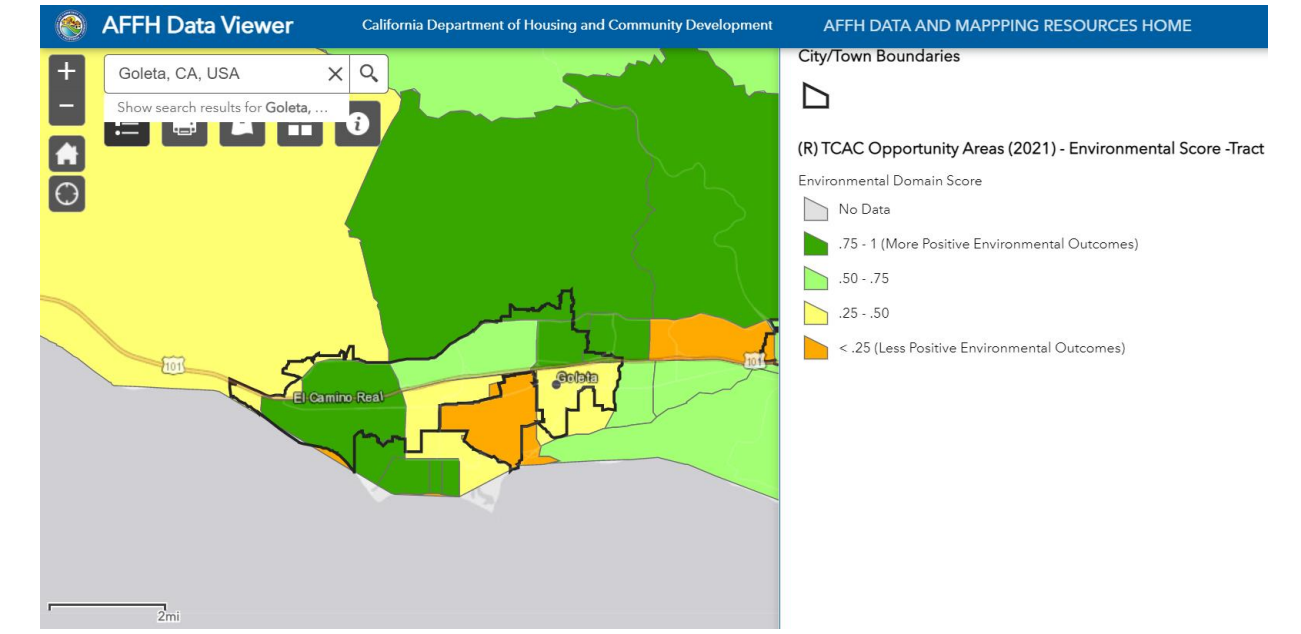 AFFH Data Viewer
California Department of Housing and Community Development
AFFH DATA AND MAPPPING RESOURCES HOME
+
Goleta, CA, USA
−
Show search results for Goleta, ...
101
El Camino Real
Goleta
101
2mi
City/Town Boundaries
(R) TCAC Opportunity Areas (2021) - Environmental Score -Tract
Environmental Domain Score
No Data
.75 - 1 (More Positive Environmental Outcomes)
.50 - .75
.25 - .50
< .25 (Less Positive Environmental Outcomes)